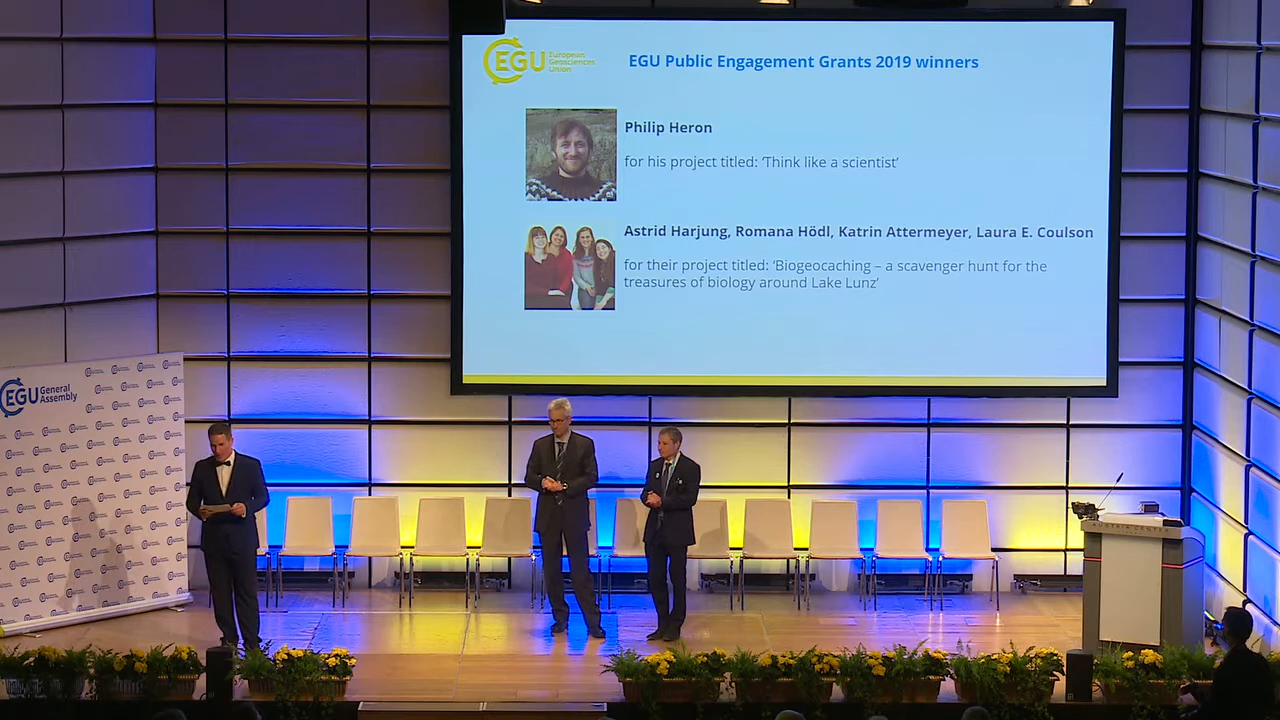 EGU
European
Geosciences
Union
EGU Public Engagement Grants 2019 winners
Philip Heron
for his project titled: ‘Think like a scientist’
Astrid Harjung, Romana Hödl, Katrin Attermeyer, Laura E. Coulson
for their project titled: ‘Biogeocaching – a scavenger hunt for the
treasures of biology around Lake Lunz’
EGU General
Assembly
AUSTRIA CENTER